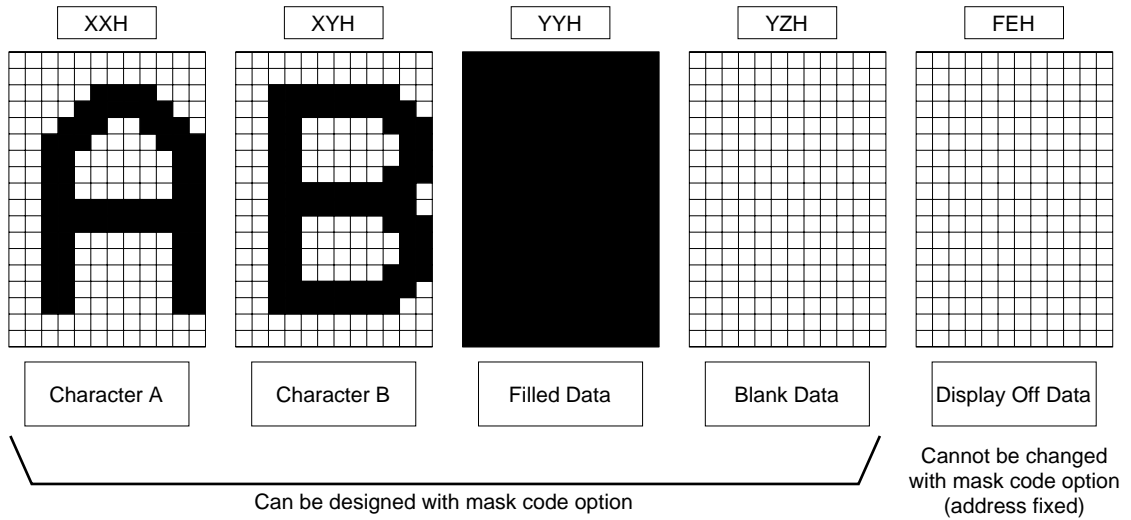 XXH
XYH
YYH
YZH
FEH
Character A
Character B
Filled Data
Blank Data
Display Off Data
Can be designed with mask code option
Cannot be changed
with mask code option
(address fixed)